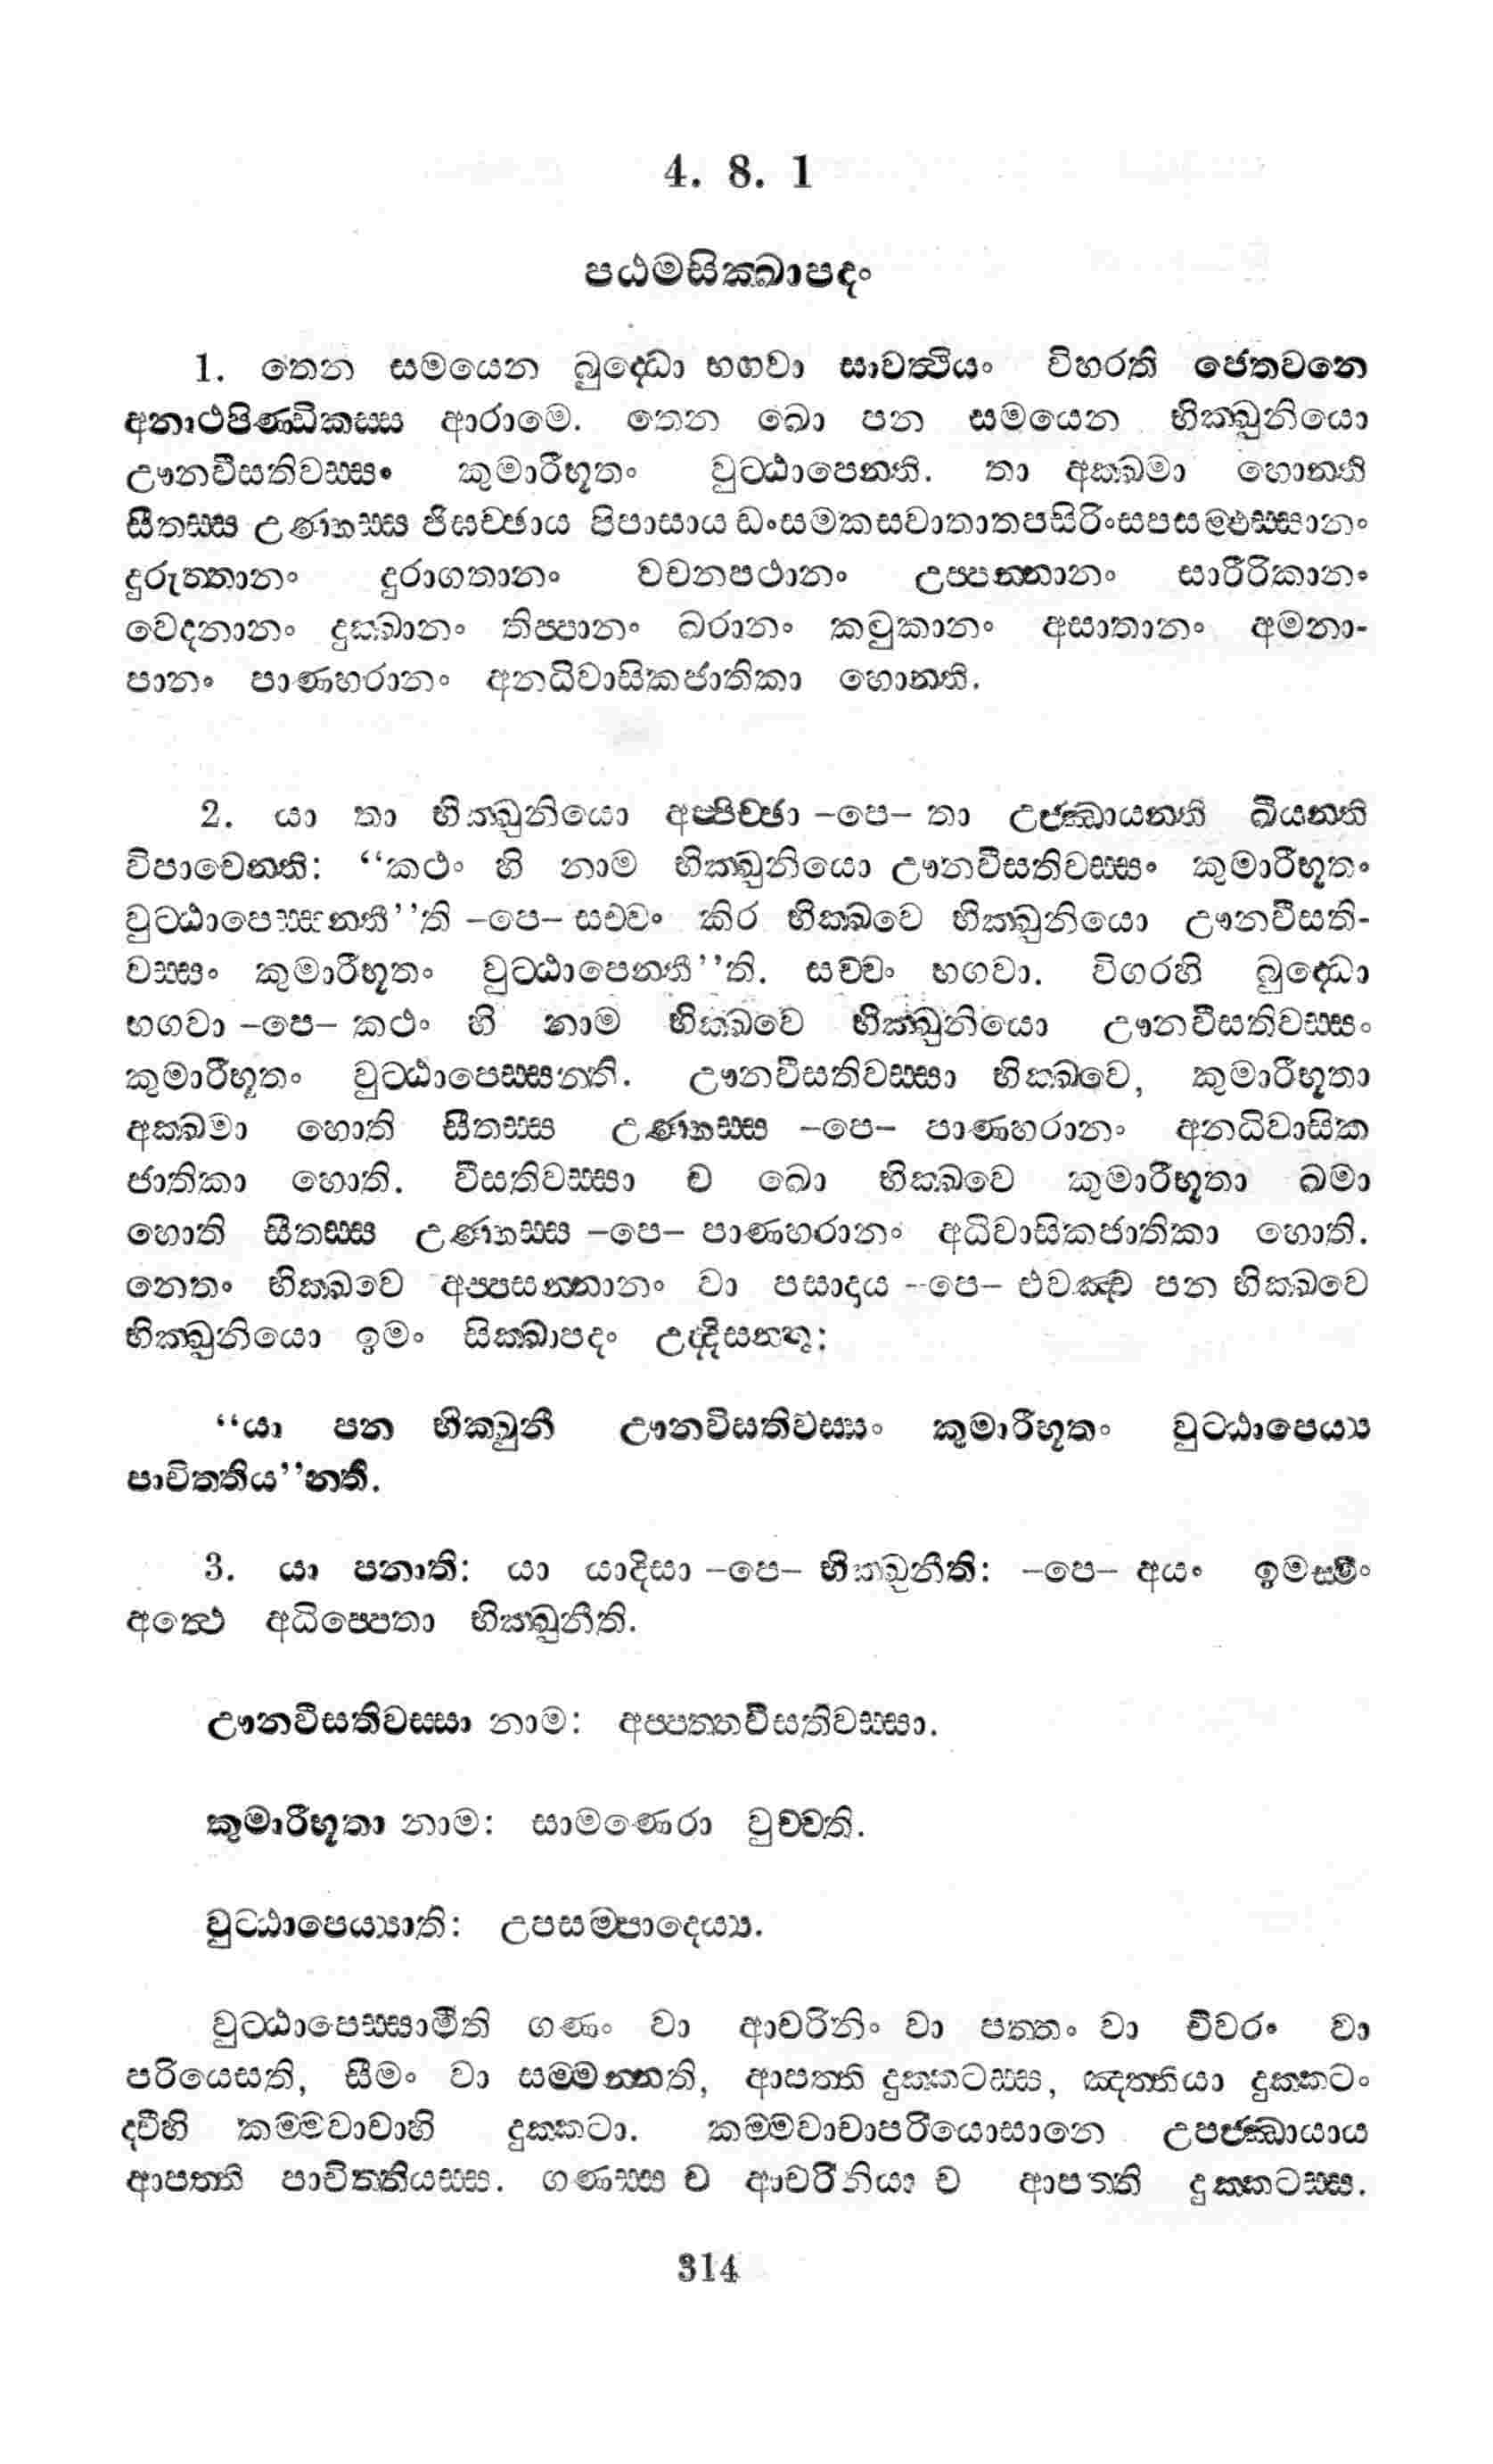 4. 8. 1
පඨමසික්ඛාපදං
1. තෙන සමයෙන බුද්ධො භගවා සාවත්ථියං විහරති ජෙතවනෙ
අනාථපිණ්ඩිකස්ස ආරාමෙ. තෙන ඛො පන සමයෙන භික්ඛුනියො
ඌනවීසතිවස්සං කුමාරීභූතං වුට්ඨාපෙන්ති. තා අක්ඛමා හොන්ති
සීතස්ස උණ්හස්ස ජිඝච්ඡාය පිපාසාය ඩංසමකසවාතාතපසිරිංසපසම්ඵස්සානං
දුරුත්තානං දුරාගතානං වචනපථානං උප්පන්නානං සාරීරිකානං
වෙදනානං දුක්ඛානං තිප්පානං ඛරානං කටුකානං අසාතානං අමනා-
පානං පාණහරානං අනධිවාසිකජාතිකා හොන්ති.
2. යා තා භික්ඛුනියො අප්පිච්ඡා –පෙ– තා උජ්ඣායන්ති ඛීයන්ති
විපාචෙන්ති: “කථං හි නාම භික්ඛුනියො ඌනවීසතිවස්සං කුමාරීභූතං
වුට්ඨාපෙස්සන්තී”ති –පෙ– සච්චං කිර භික්ඛවෙ භික්ඛුනියො ඌනවීසති-
වස්සං කුමාරීභූතං වුට්ඨාපෙන්තී”ති. සච්චං භගවා. විගරහි බුද්ධො
භගවා –පෙ– කථං හි නාම භික්ඛවෙ භික්ඛුනියො ඌනවීසතිවස්සං
කුමාරීභූතං වුට්ඨාපෙස්සන්ති. ඌනවීසතිවස්සා භික්ඛවෙ, කුමාරීභූතා
අක්ඛමා හොති සීතස්ස උණ්හස්ස –පෙ– පාණහරානං අනධිවාසික
ජාතිකා හොති. වීසතිවස්සා ච ඛො භික්ඛවෙ කුමාරීභූතා ඛමා
හොති සීතස්ස උණ්හස්ස –පෙ– පාණහරානං අධිවාසිකජාතිකා හොති.
නෙතං භික්ඛවෙ අප්පසන්නානං වා පසාදාය –පෙ– එවඤ්ච පන භික්ඛවෙ
භික්ඛුනියො ඉමං සික්ඛාපදං උද්දිසන්තු:
“යා පන භික්ඛුනී ඌනවීසතිවස්සං කුමාරීභූතං වුට්ඨාපෙය්‍ය
පාචිත්තිය”න්ති.
3. යා පනාති: යා යාදිසා –පෙ– භික්ඛුනීති: –පෙ– අයං ඉමස්මිං
අත්ථෙ අධිප්පෙතා භික්ඛුනීති.
ඌනවීසතිවස්සා නාම: අප්පත්තවීසතිවස්සා.
කුමාරීභූතා නාම: සාමණෙරා වුච්චති.
වුට්ඨාපෙය්‍යාති: උපසම්පාදෙය්‍ය.
වුට්ඨාපෙස්සාමීති ගණං වා ආචරිනිං වා පත්තං වා චීවරං වා
පරියෙසති, සීමං වා සම්මන්නති, ආපත්ති දුක්කටස්ස, ඤත්තියා දුක්කටං
ද්වීහි කම්මවාචාහි දුක්කටා. කම්මවාචාපරියොසානෙ උපජ්ඣායාය
ආපත්ති පාචිත්තියස්ස. ගණස්ස ච ආචරිනියා ච ආපත්ති දුක්කටස්ස.
314